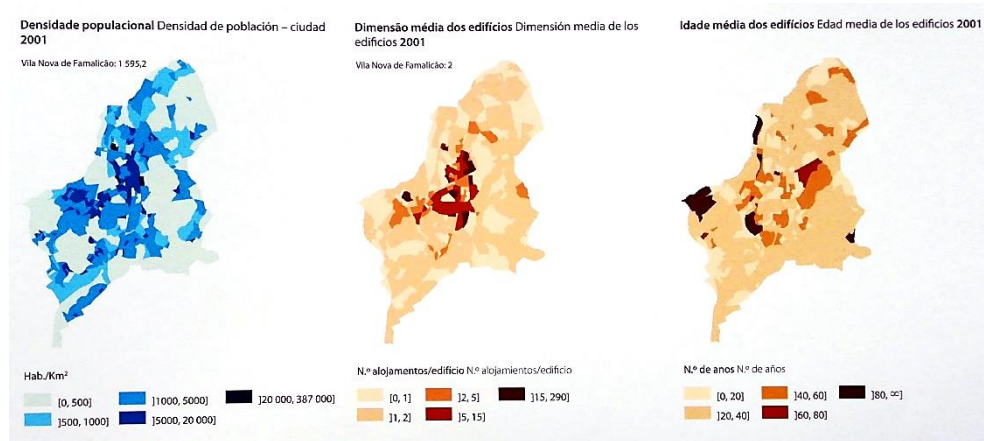 Densidade populacional Densidad de población – ciudad
2001
Vila Nova de Famalicão: 1 595,2
Hab./Km²
[0, 500]
]500, 1000]
]1000, 5000]
]5000, 20 000]
]20 000, 387 000]
Dimensão média dos edifícios Dimensión media de los
edificios 2001
Vila Nova de Famalicão: 2
N.º alojamentos/edifício N.º alojamientos/edificio
[0, 1]
]1, 2]
]2, 5]
]5, 15]
]15, 290]
Idade média dos edifícios Edad media de los edificios 2001
N.º de anos N.º de años
[0, 20]
]20, 40]
]40, 60]
]60, 80]
]80, ∞]